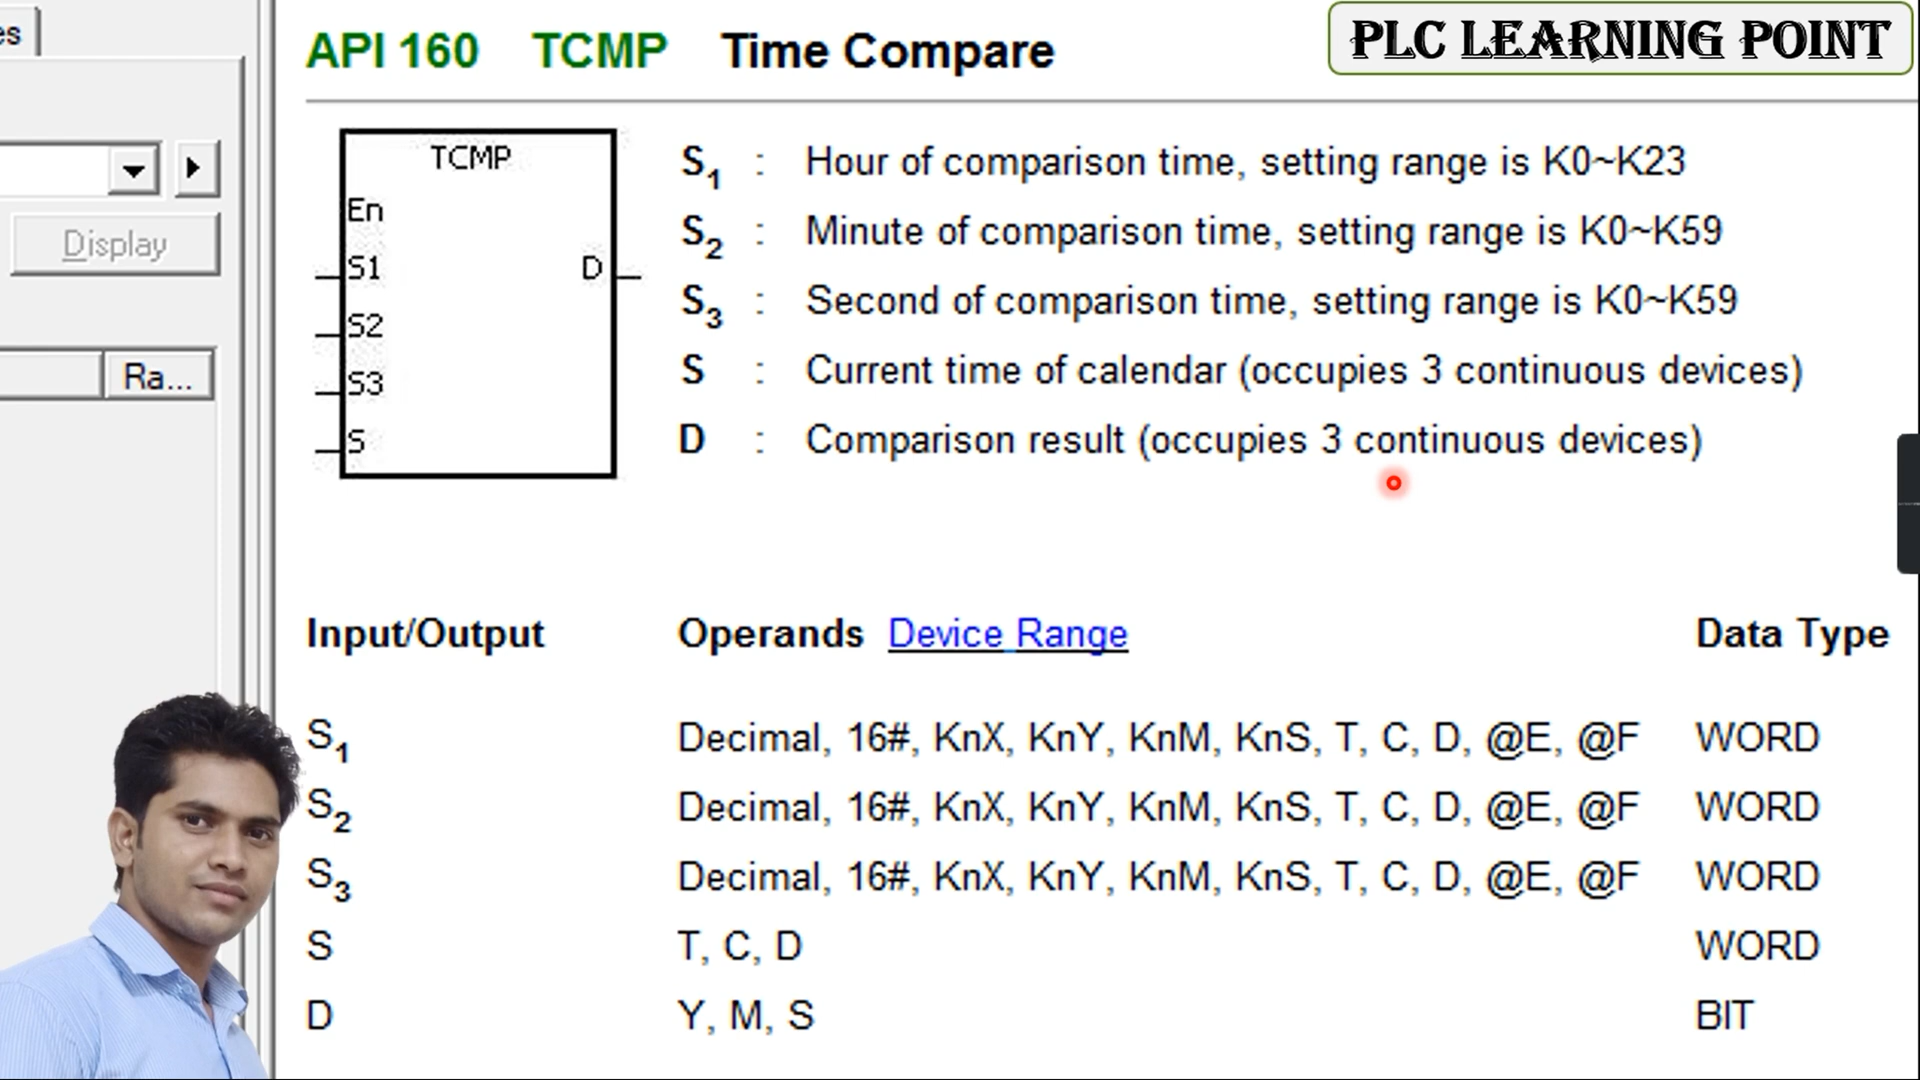 es
API 160 TCMP Time Compare
PLC LEARNING POINT
TCMP
En
S1 D
S2
S3
S
S1 : Hour of comparison time, setting range is K0~K23
S2 : Minute of comparison time, setting range is K0~K59
S3 : Second of comparison time, setting range is K0~K59
S : Current time of calendar (occupies 3 continuous devices)
D : Comparison result (occupies 3 continuous devices)
Display
Ra...
Input/Output Operands Device Range Data Type
S1 Decimal, 16#, KnX, KnY, KnM, KnS, T, C, D, @E, @F WORD
S2 Decimal, 16#, KnX, KnY, KnM, KnS, T, C, D, @E, @F WORD
S3 Decimal, 16#, KnX, KnY, KnM, KnS, T, C, D, @E, @F WORD
S T, C, D WORD
D Y, M, S BIT